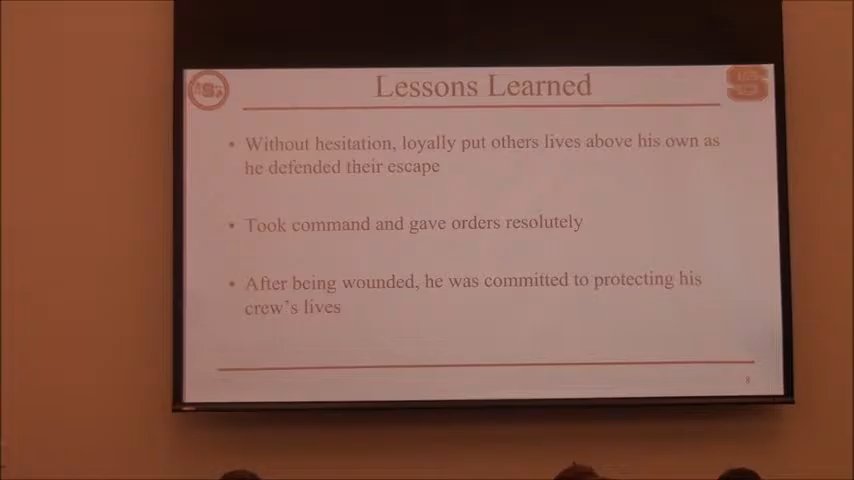 Lessons Learned
• Without hesitation, loyally put others lives above his own as
he defended their escape
• Took command and gave orders resolutely
• After being wounded, he was committed to protecting his
crew's lives